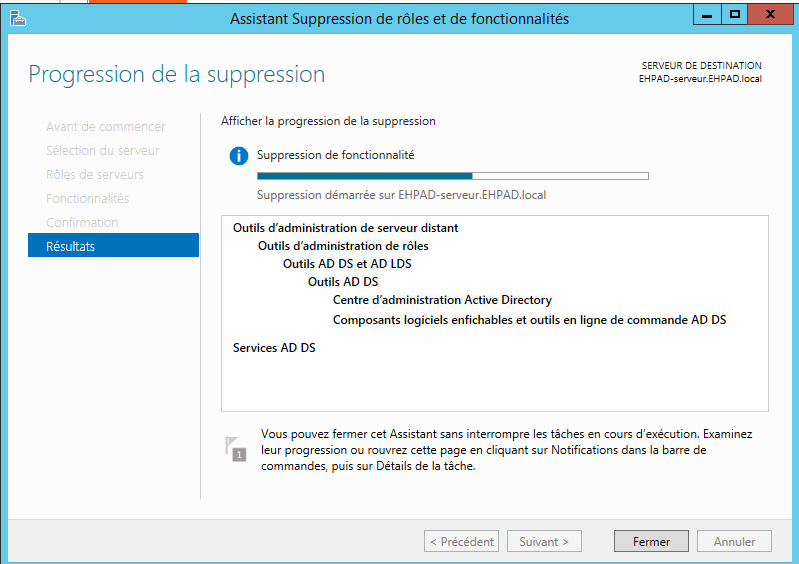 Assistant Suppression de rôles et de fonctionnalités
Progression de la suppression
SERVEUR DE DESTINATION
EHPAD-serveur.EHPAD.local
Avant de commencer
Sélection du serveur
Rôles de serveurs
Fonctionnalités
Confirmation
Résultats
Afficher la progression de la suppression
Suppression de fonctionnalité
Suppression démarrée sur EHPAD-serveur.EHPAD.local
Outils d'administration de serveur distant
Outils d'administration de rôles
Outils AD DS et AD LDS
Outils AD DS
Centre d'administration Active Directory
Composants logiciels enfichables et outils en ligne de commande AD DS
Services AD DS
1
Vous pouvez fermer cet Assistant sans interrompre les tâches en cours d'exécution. Examinez
leur progression ou rouvrez cette page en cliquant sur Notifications dans la barre de
commandes, puis sur Détails de la tâche.
< Précédent
Suivant >
Fermer
Annuler